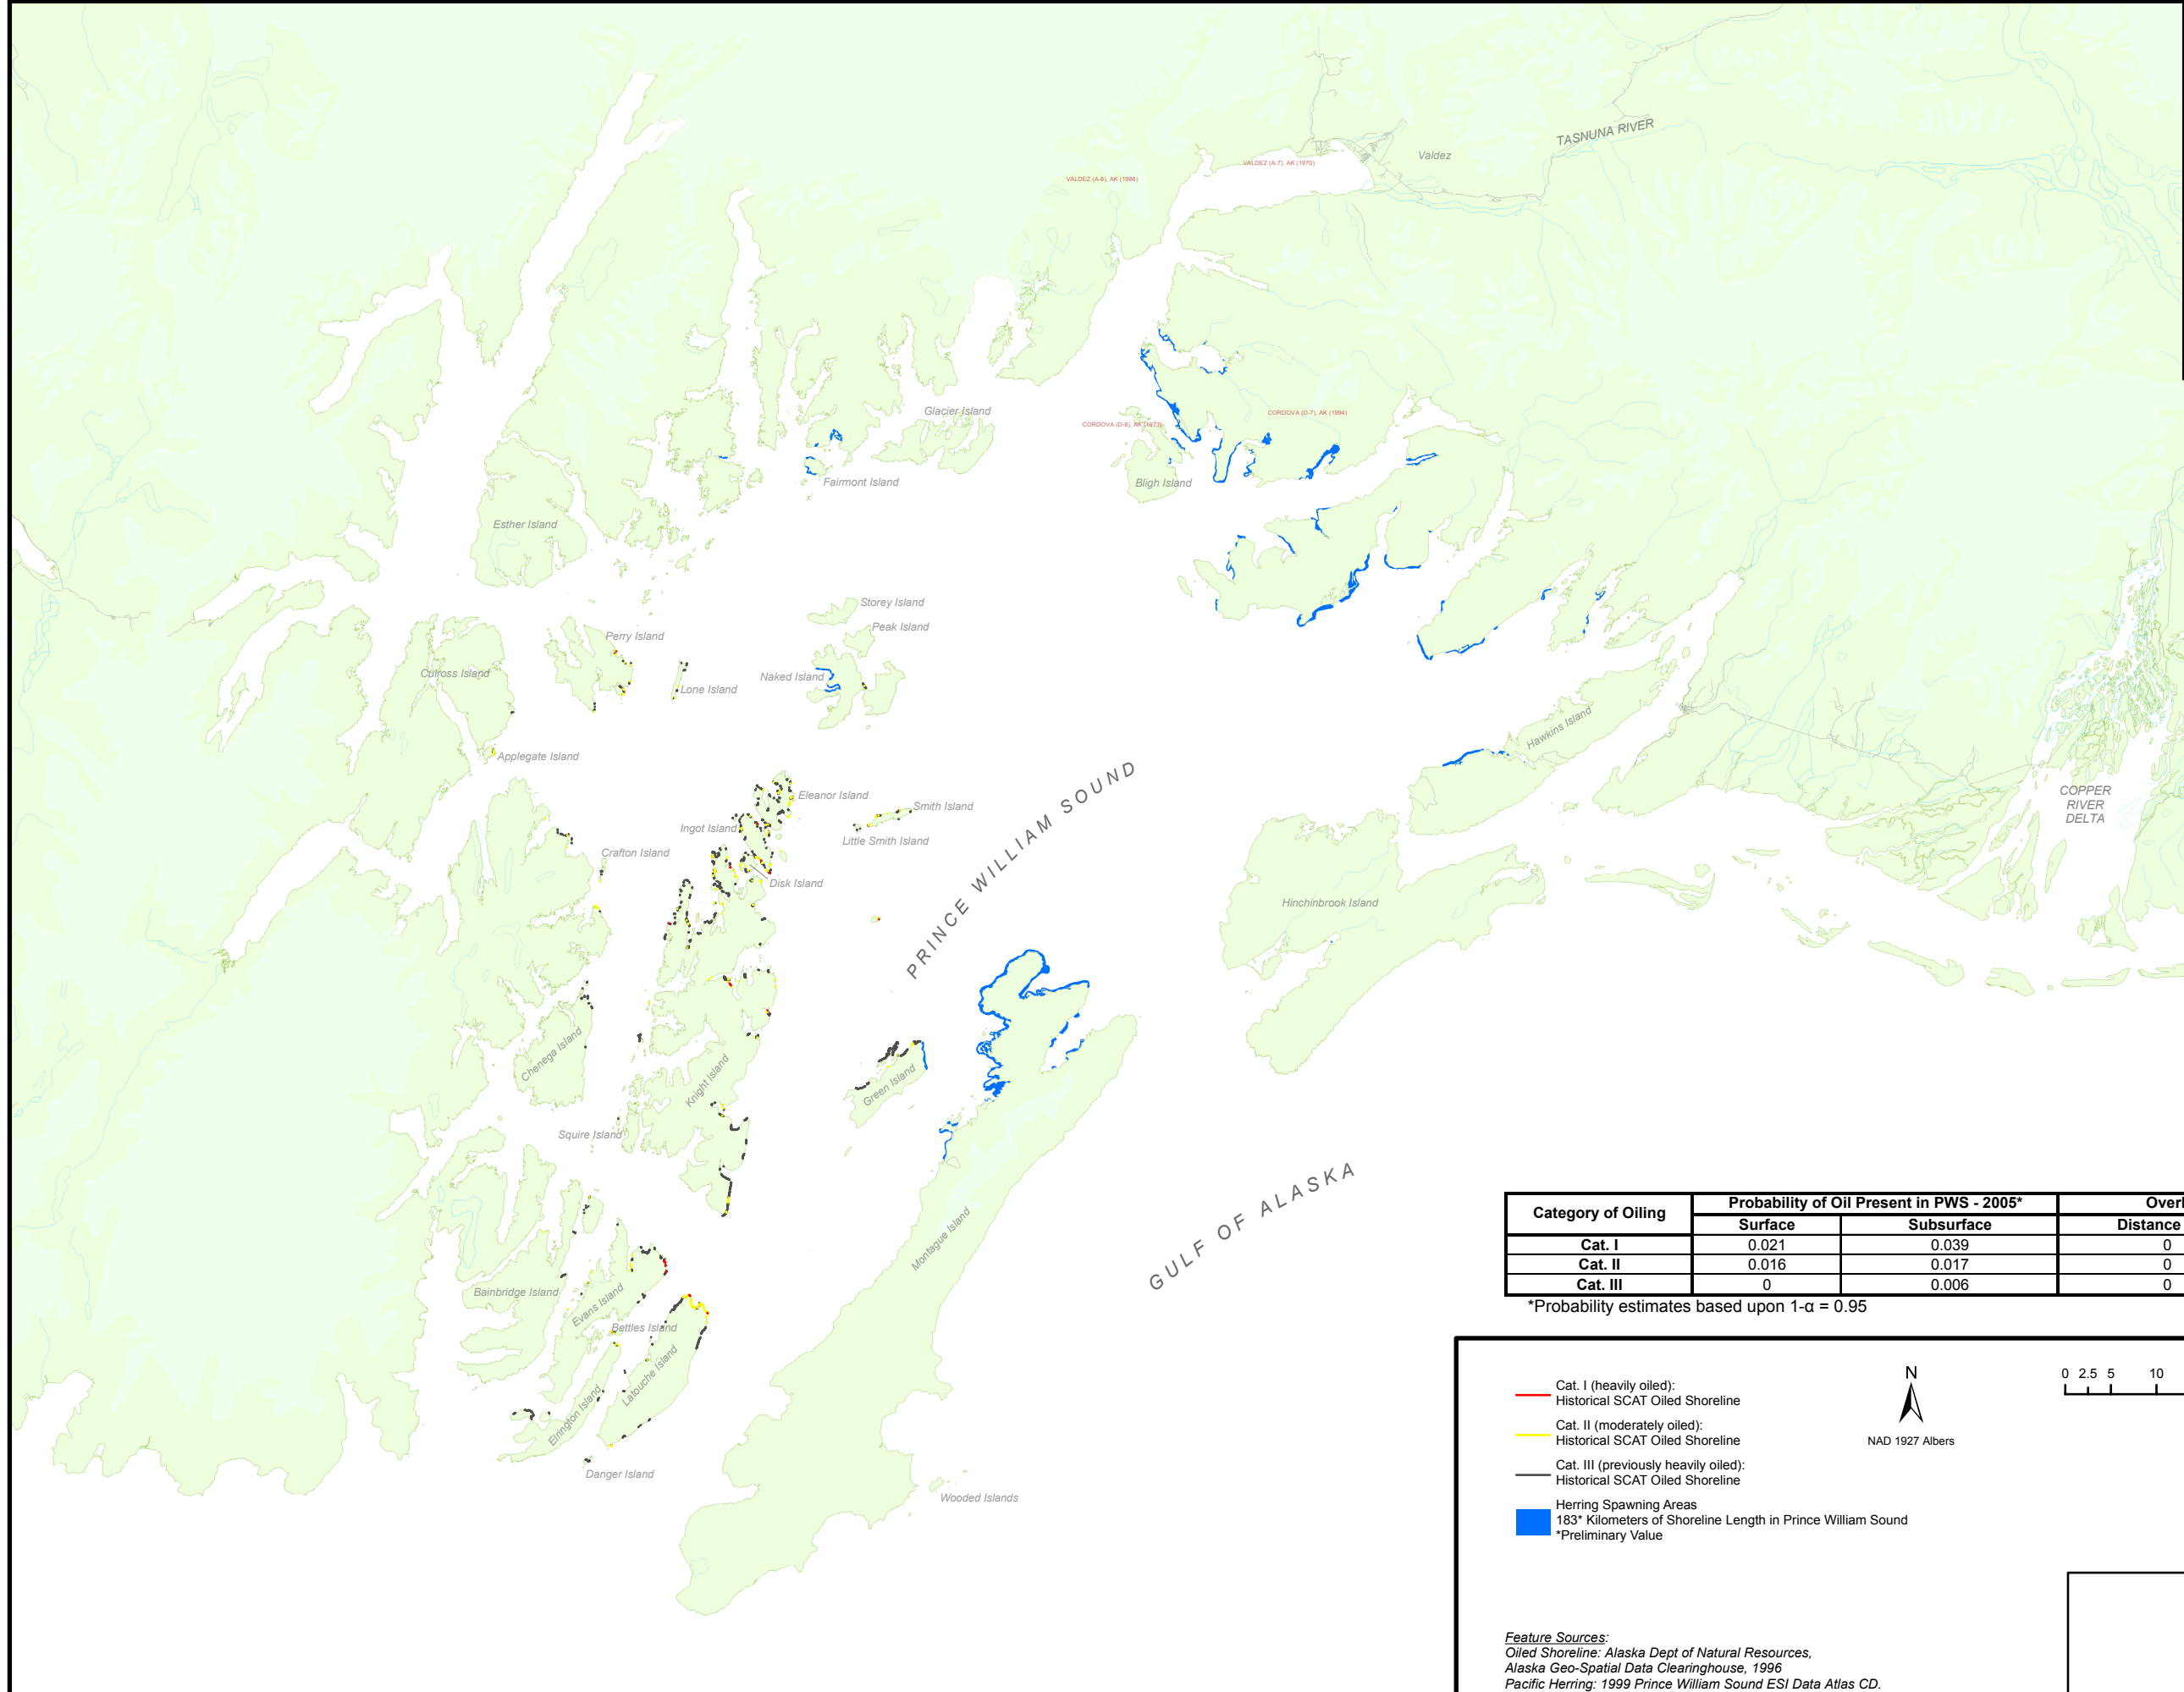 TASNUNA RIVER
Valdez
VALDEZ (A-7), AK (1970)
VALDEZ (A-8), AK (1996)
Glacier Island
CORDOVA (D-7), AK (1994)
CORDOVA (D-8), AK (1973)
Fairmont Island
Bligh Island
Esther Island
Storey Island
Peak Island
Perry Island
Culross Island
Naked Island
Lone Island
Hawkins Island
Applegate Island
COPPER
RIVER
DELTA
Eleanor Island
Smith Island
Ingot Island
Little Smith Island
Crafton Island
Disk Island
PRINCE WILLIAM SOUND
Hinchinbrook Island
Chenega Island
Knight Island
Green Island
Squire Island
Montague Island
GULF OF ALASKA
Bainbridge Island
Evans Island
Bettles Island
Latouche Island
Elrington Island
Danger Island
Wooded Islands
Category of Oiling
Probability of Oil Present in PWS - 2005*
Surface
Subsurface
Distance
Cat. I 0.021 0.039 0
Cat. II 0.016 0.017 0
Cat. III 0 0.006 0
*Probability estimates based upon 1-α = 0.95
Cat. I (heavily oiled):
Historical SCAT Oiled Shoreline
Cat. II (moderately oiled):
Historical SCAT Oiled Shoreline
Cat. III (previously heavily oiled):
Historical SCAT Oiled Shoreline
Herring Spawning Areas
183* Kilometers of Shoreline Length in Prince William Sound
*Preliminary Value
N
NAD 1927 Albers
0 2.5 5 10
Feature Sources:
Oiled Shoreline: Alaska Dept of Natural Resources,
Alaska Geo-Spatial Data Clearinghouse, 1996
Pacific Herring: 1999 Prince William Sound ESI Data Atlas CD.